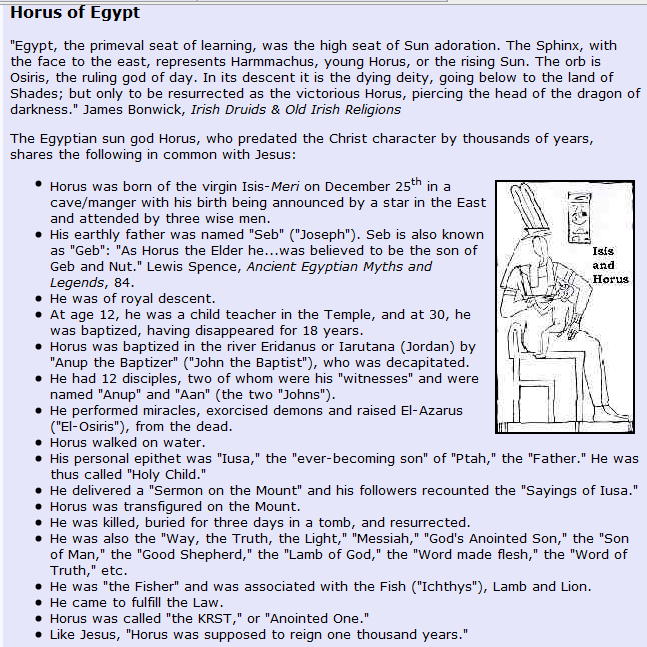 Horus of Egypt
"Egypt, the primeval seat of learning, was the high seat of Sun adoration. The Sphinx, with
the face to the east, represents Harmmachus, young Horus, or the rising Sun. The orb is
Osiris, the ruling god of day. In its descent it is the dying deity, going below to the land of
Shades; but only to be resurrected as the victorious Horus, piercing the head of the dragon of
darkness." James Bonwick, Irish Druids & Old Irish Religions
The Egyptian sun god Horus, who predated the Christ character by thousands of years,
shares the following in common with Jesus:
• Horus was born of the virgin Isis-Meri on December 25th in a
cave/manger with his birth being announced by a star in the East
and attended by three wise men.
• His earthly father was named "Seb" ("Joseph"). Seb is also known
as "Geb": "As Horus the Elder he...was believed to be the son of
Geb and Nut." Lewis Spence, Ancient Egyptian Myths and
Legends, 84.
• He was of royal descent.
• At age 12, he was a child teacher in the Temple, and at 30, he
was baptized, having disappeared for 18 years.
• Horus was baptized in the river Eridanus or Iarutana (Jordan) by
"Anup the Baptizer" ("John the Baptist"), who was decapitated.
• He had 12 disciples, two of whom were his "witnesses" and were
named "Anup" and "Aan" (the two "Johns").
• He performed miracles, exorcised demons and raised El-Azarus
("El-Osiris"), from the dead.
• Horus walked on water.
• His personal epithet was "Iusa," the "ever-becoming son" of "Ptah," the "Father." He was
thus called "Holy Child."
• He delivered a "Sermon on the Mount" and his followers recounted the "Sayings of Iusa."
• Horus was transfigured on the Mount.
• He was killed, buried for three days in a tomb, and resurrected.
• He was also the "Way, the Truth, the Light," "Messiah," "God's Anointed Son," the "Son
of Man," the "Good Shepherd," the "Lamb of God," the "Word made flesh," the "Word of
Truth," etc.
• He was "the Fisher" and was associated with the Fish ("Ichthys"), Lamb and Lion.
• He came to fulfill the Law.
• Horus was called "the KRST," or "Anointed One."
• Like Jesus, "Horus was supposed to reign one thousand years."
Isis
and
Horus